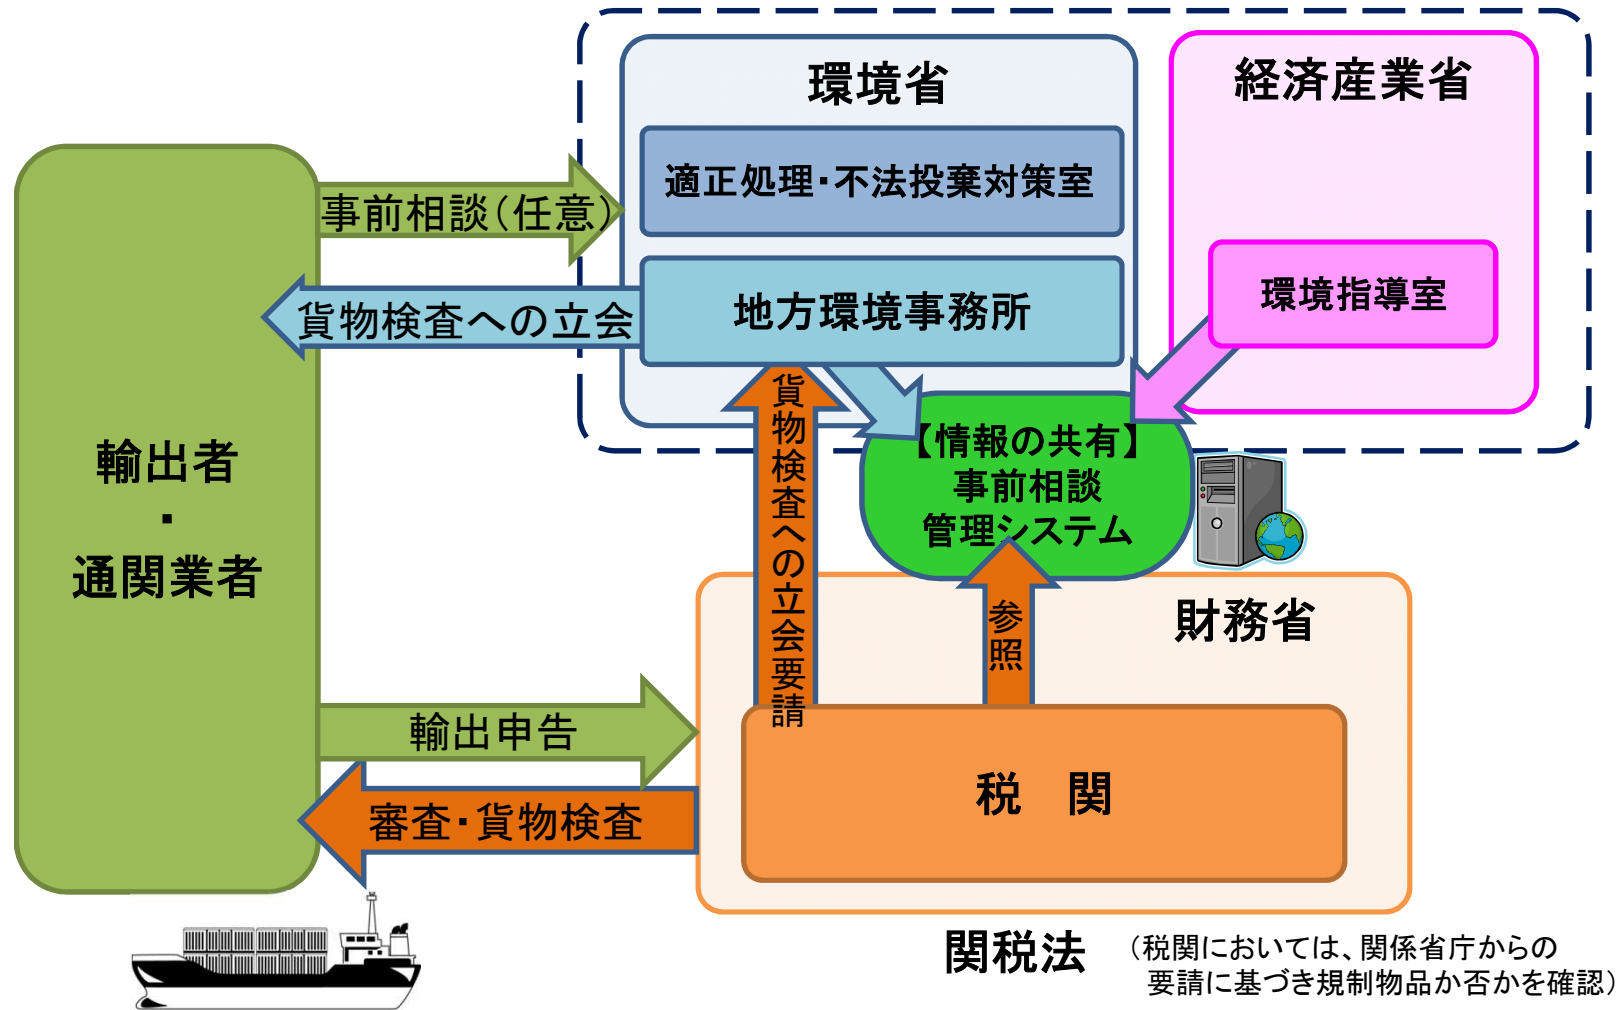 環境省
経済産業省
適正処理・不法投棄対策室
事前相談（任意）
地方環境事務所
環境指導室
貨物検査への立会
貨物検査への立会要請
【情報の共有】
事前相談
管理システム
輸出者
・
通関業者
参照
財務省
輸出申告
税　関
審査・貨物検査
関税法
（税関においては、関係省庁からの
要請に基づき規制物品か否かを確認）